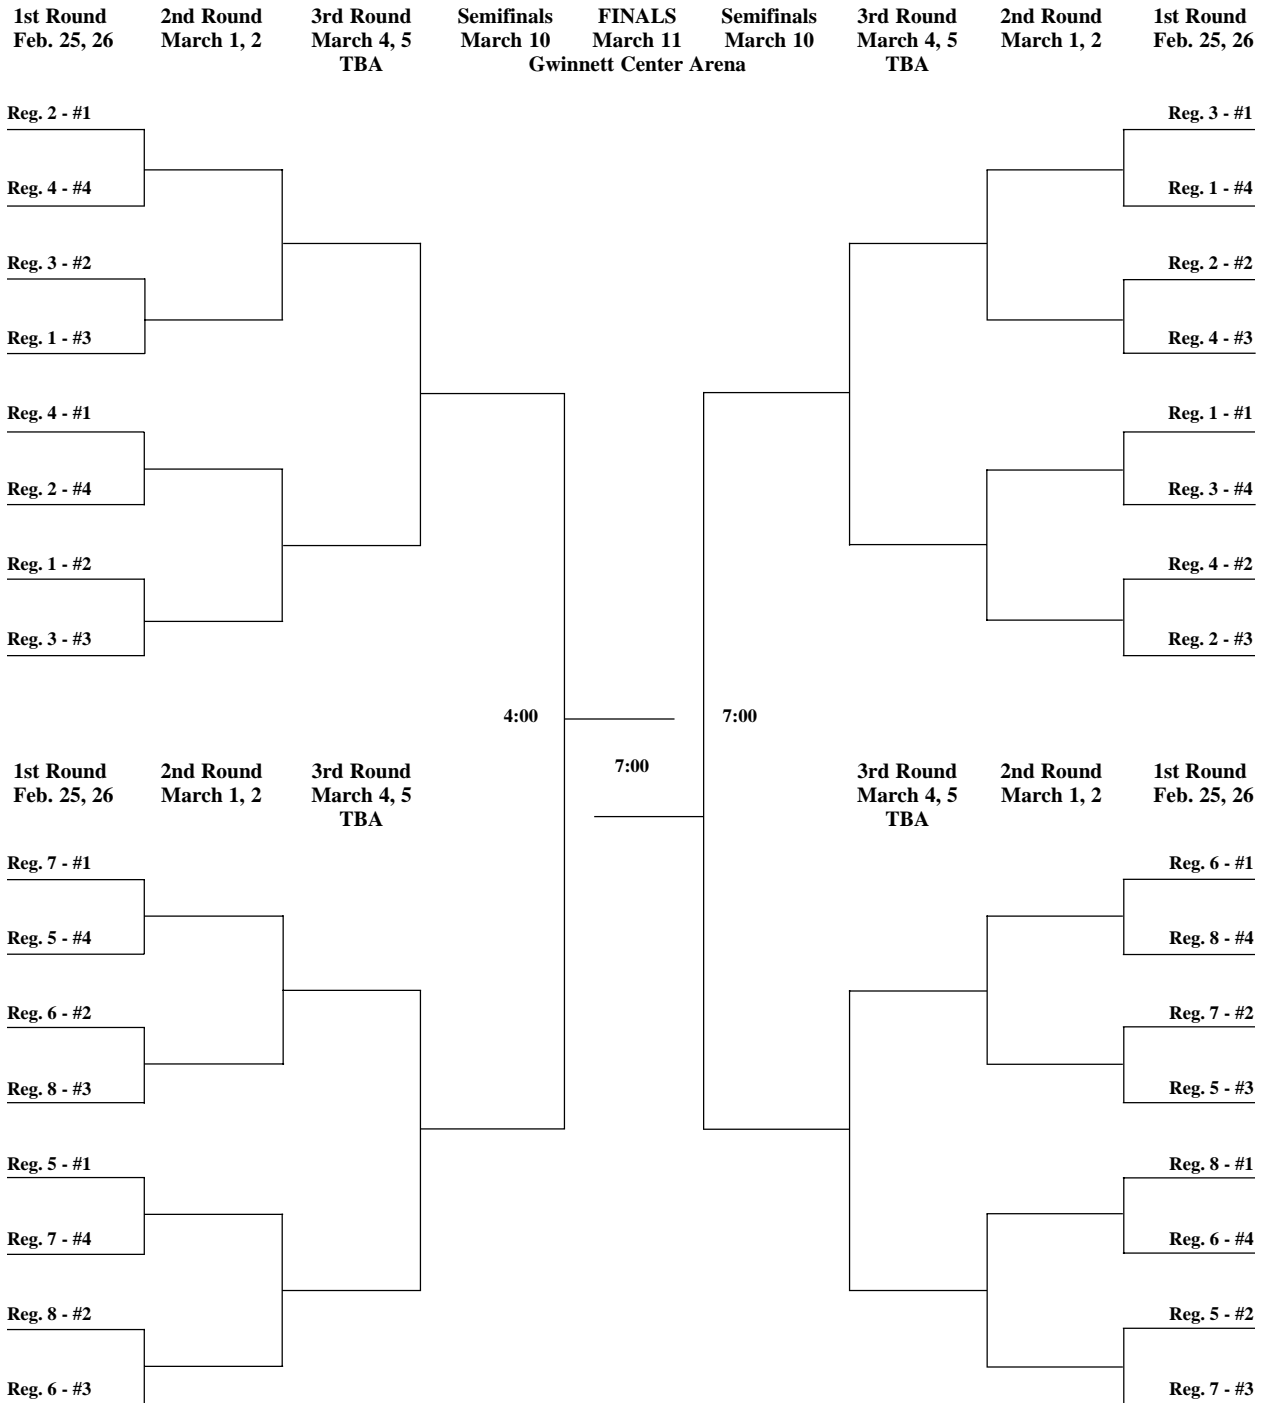 1st Round 2nd Round 3rd Round Semifinals FINALS Semifinals 3rd Round 2nd Round 1st Round
Feb. 25, 26 March 1, 2 March 4, 5 March 10 March 11 March 10 March 4, 5 March 1, 2 Feb. 25, 26
TBA Gwinnett Center Arena TBA
Reg. 2 - #1 Reg. 3 - #1
Reg. 4 - #4 Reg. 1 - #4
Reg. 3 - #2 Reg. 2 - #2
Reg. 1 - #3 Reg. 4 - #3
Reg. 4 - #1 Reg. 1 - #1
Reg. 2 - #4 Reg. 3 - #4
Reg. 1 - #2 Reg. 4 - #2
Reg. 3 - #3 Reg. 2 - #3
4:00 7:00
7:00
1st Round 2nd Round 3rd Round 3rd Round 2nd Round 1st Round
Feb. 25, 26 March 1, 2 March 4, 5 March 4, 5 March 1, 2 Feb. 25, 26
TBA TBA
Reg. 7 - #1 Reg. 6 - #1
Reg. 5 - #4 Reg. 8 - #4
Reg. 6 - #2 Reg. 7 - #2
Reg. 8 - #3 Reg. 5 - #3
Reg. 5 - #1 Reg. 8 - #1
Reg. 7 - #4 Reg. 6 - #4
Reg. 8 - #2 Reg. 5 - #2
Reg. 6 - #3 Reg. 7 - #3